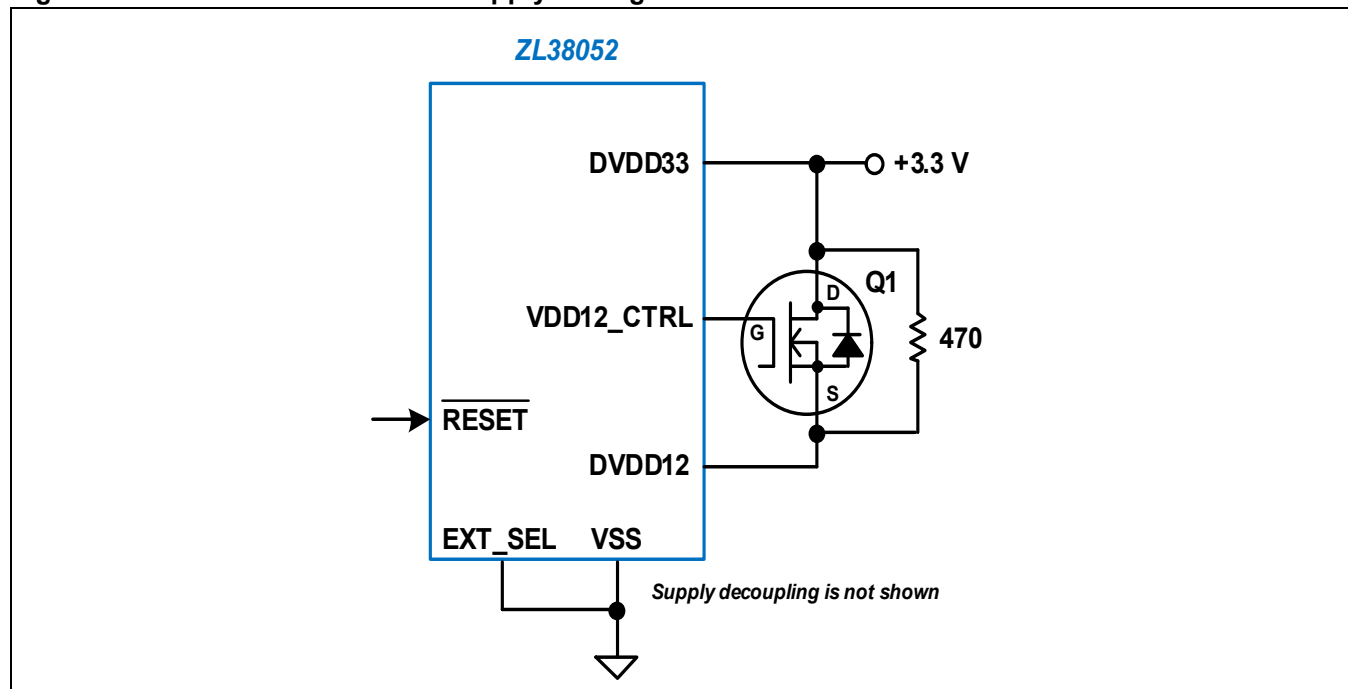 ZL38052
DVDD33
+3.3 V
Q1
D
VDD12_CTRL
G
470
S
RESET
DVDD12
EXT_SEL VSS
Supply decoupling is not shown